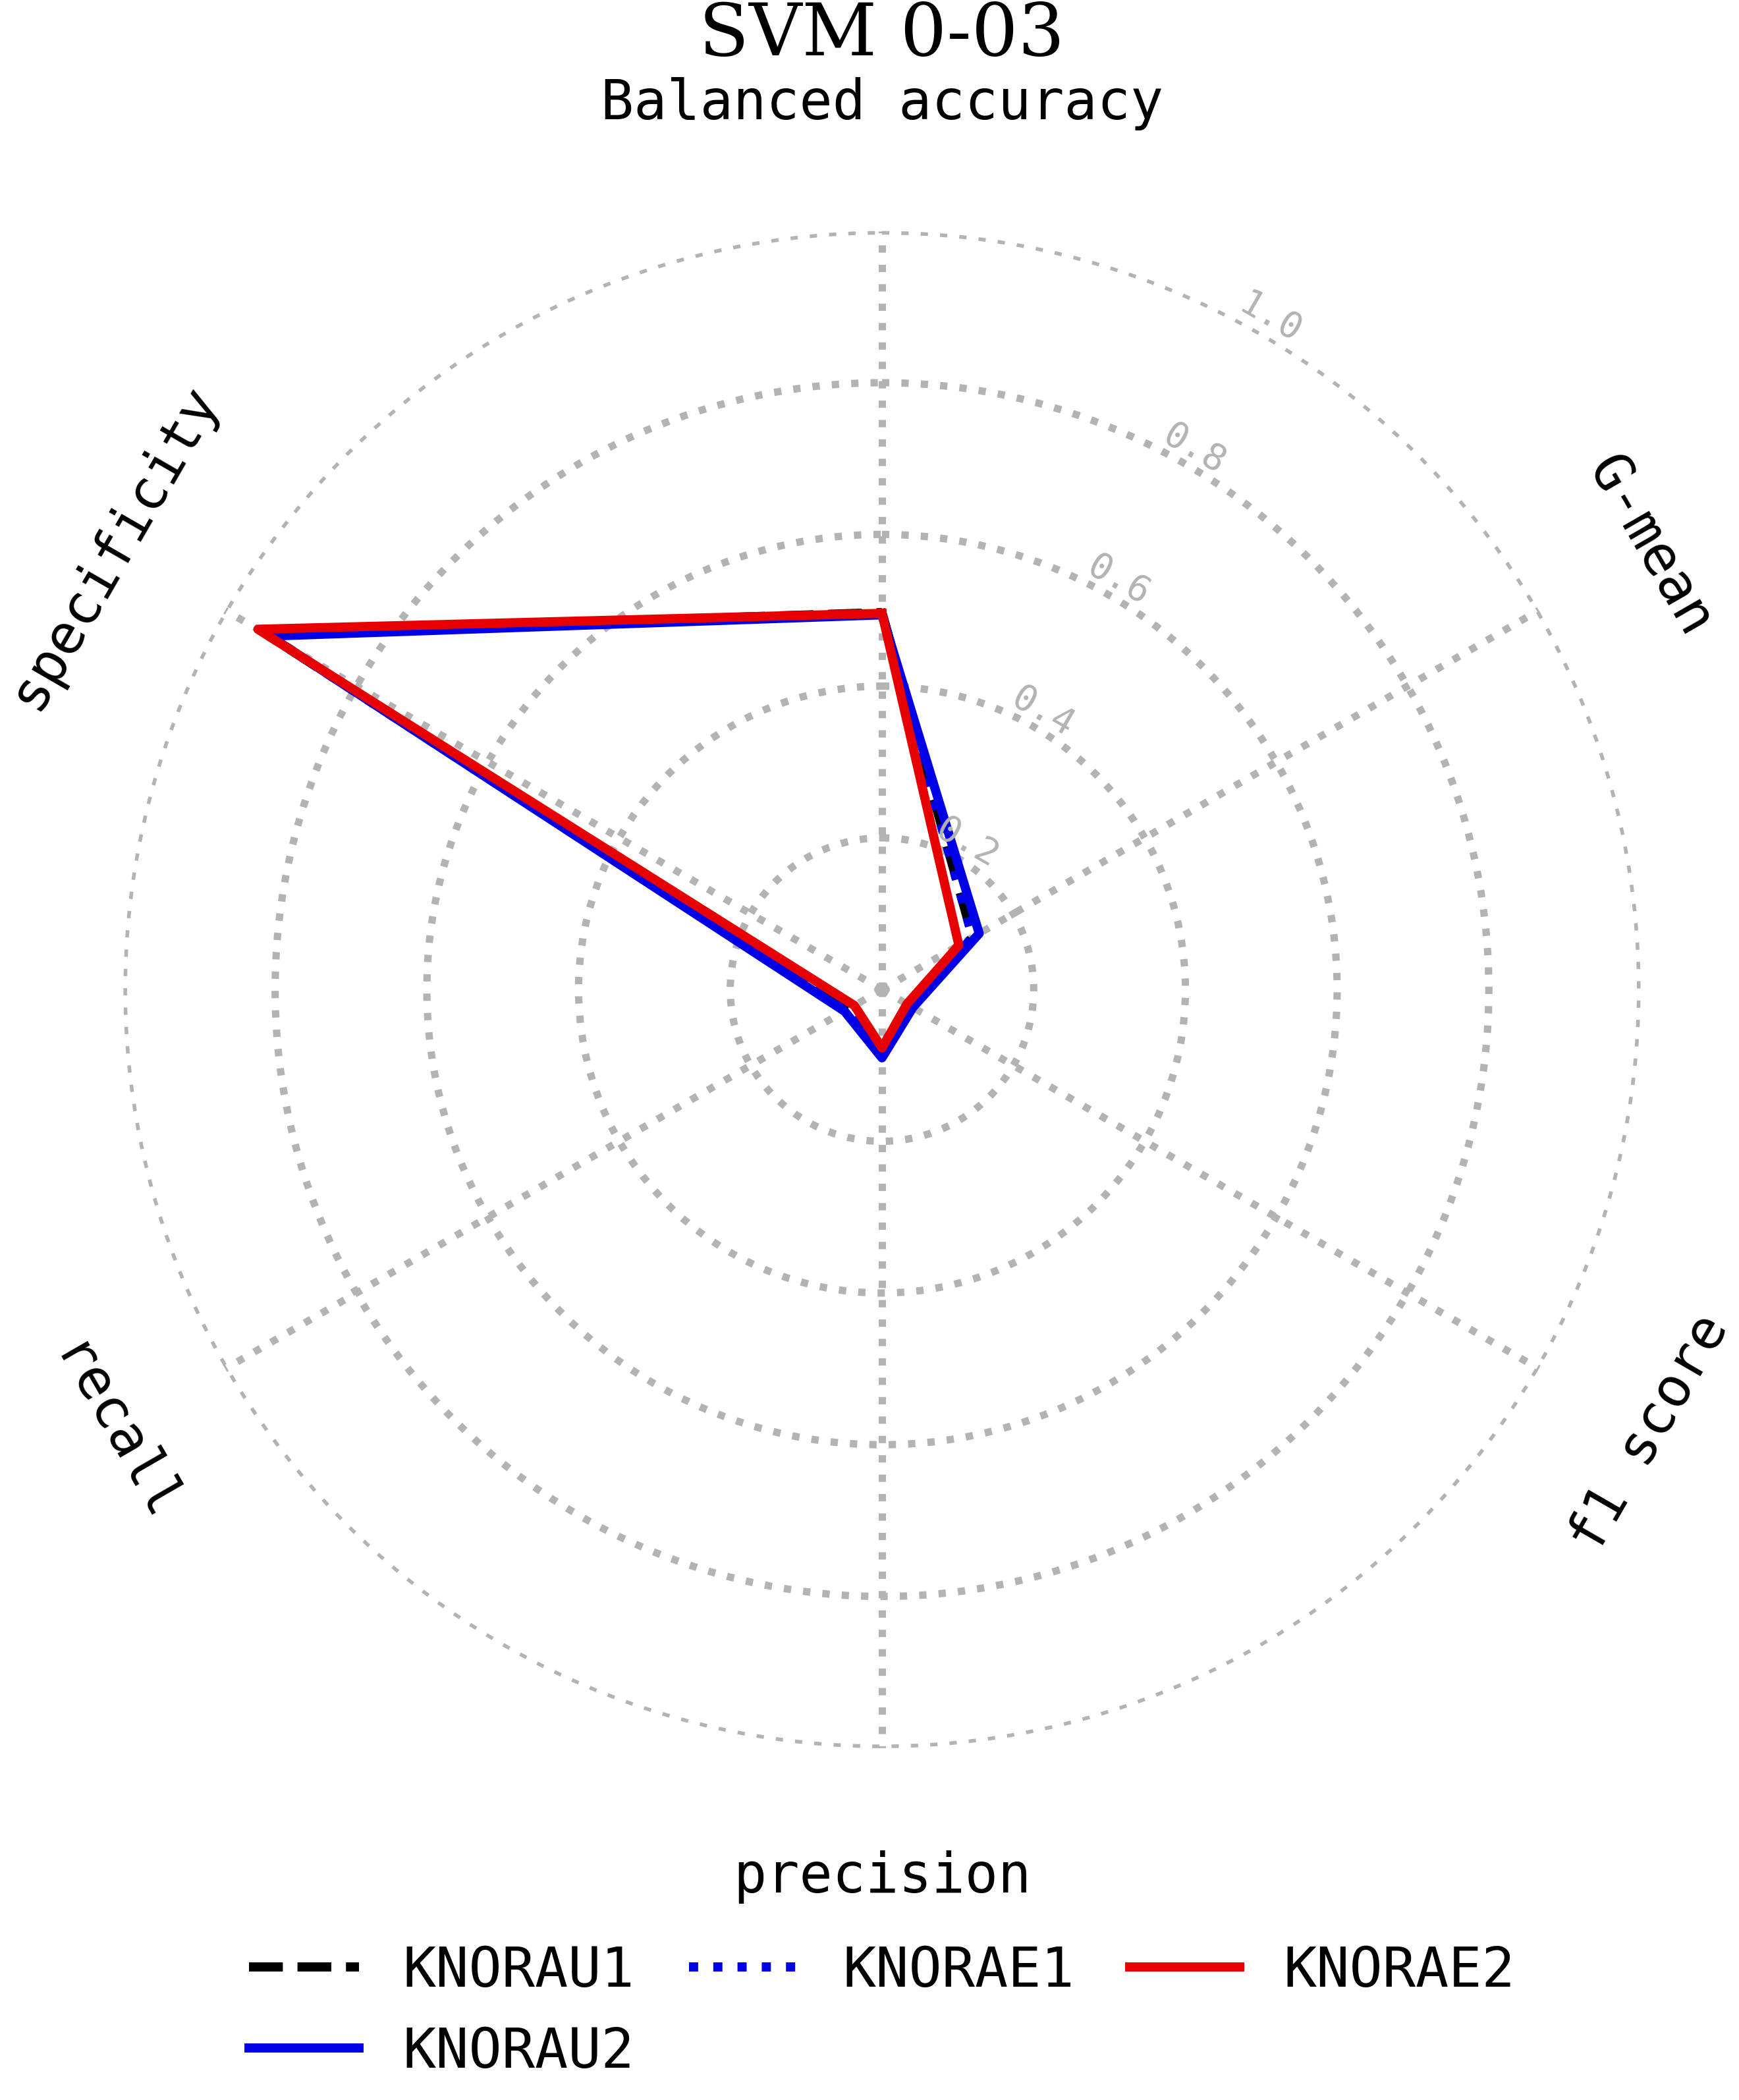 SVM 0-03
Balanced accuracy
1.0
0.8
0.6
0.4
0.2
G-mean
specificity
recall
f1 score
precision
KNORAU1
KNORAE1
KNORAE2
KNORAU2